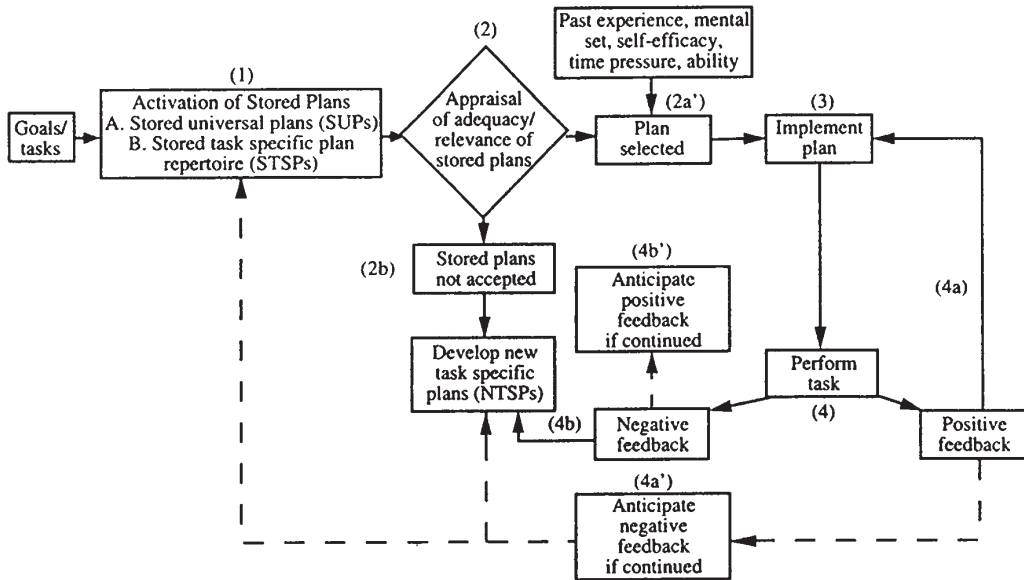 Goals/
tasks
(1)
Activation of Stored Plans
A. Stored universal plans (SUPs)
B. Stored task specific plan
repertoire (STSPs)
(2)
Appraisal
of adequacy/
relevance of
stored plans
Past experience, mental
set, self-efficacy,
time pressure, ability
(2a’)
Plan
selected
(3)
Implement
plan
(2b)
Stored plans
not accepted
Develop new
task specific
plans (NTSPs)
(4b’)
Anticipate
positive
feedback
if continued
(4a)
Perform
task
(4)
(4b)
Negative
feedback
Positive
feedback
(4a’)
Anticipate
negative
feedback
if continued